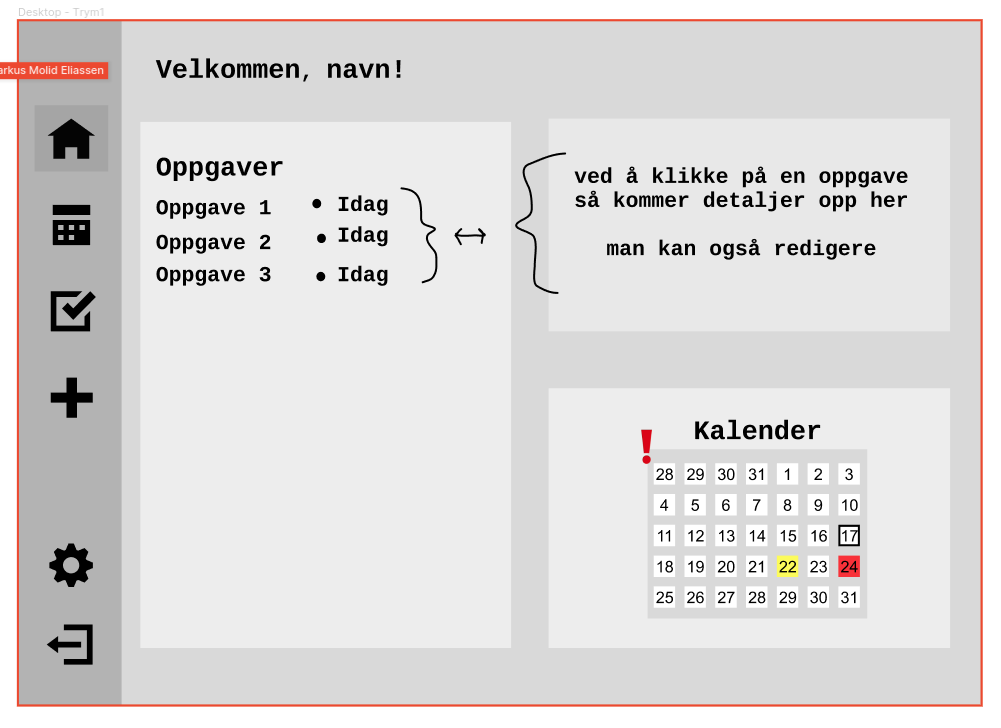 Desktop – Trym1
arkus Molid Eliassen
Velkommen, navn!
Oppgaver
Oppgave 1 • Idag
Oppgave 2 • Idag
Oppgave 3 • Idag
ved å klikke på en oppgave
så kommer detaljer opp her
man kan også redigere
Kalender
!
28 29 30 31 1 2 3
4 5 6 7 8 9 10
11 12 13 14 15 16 17
18 19 20 21 22 23 24
25 26 27 28 29 30 31